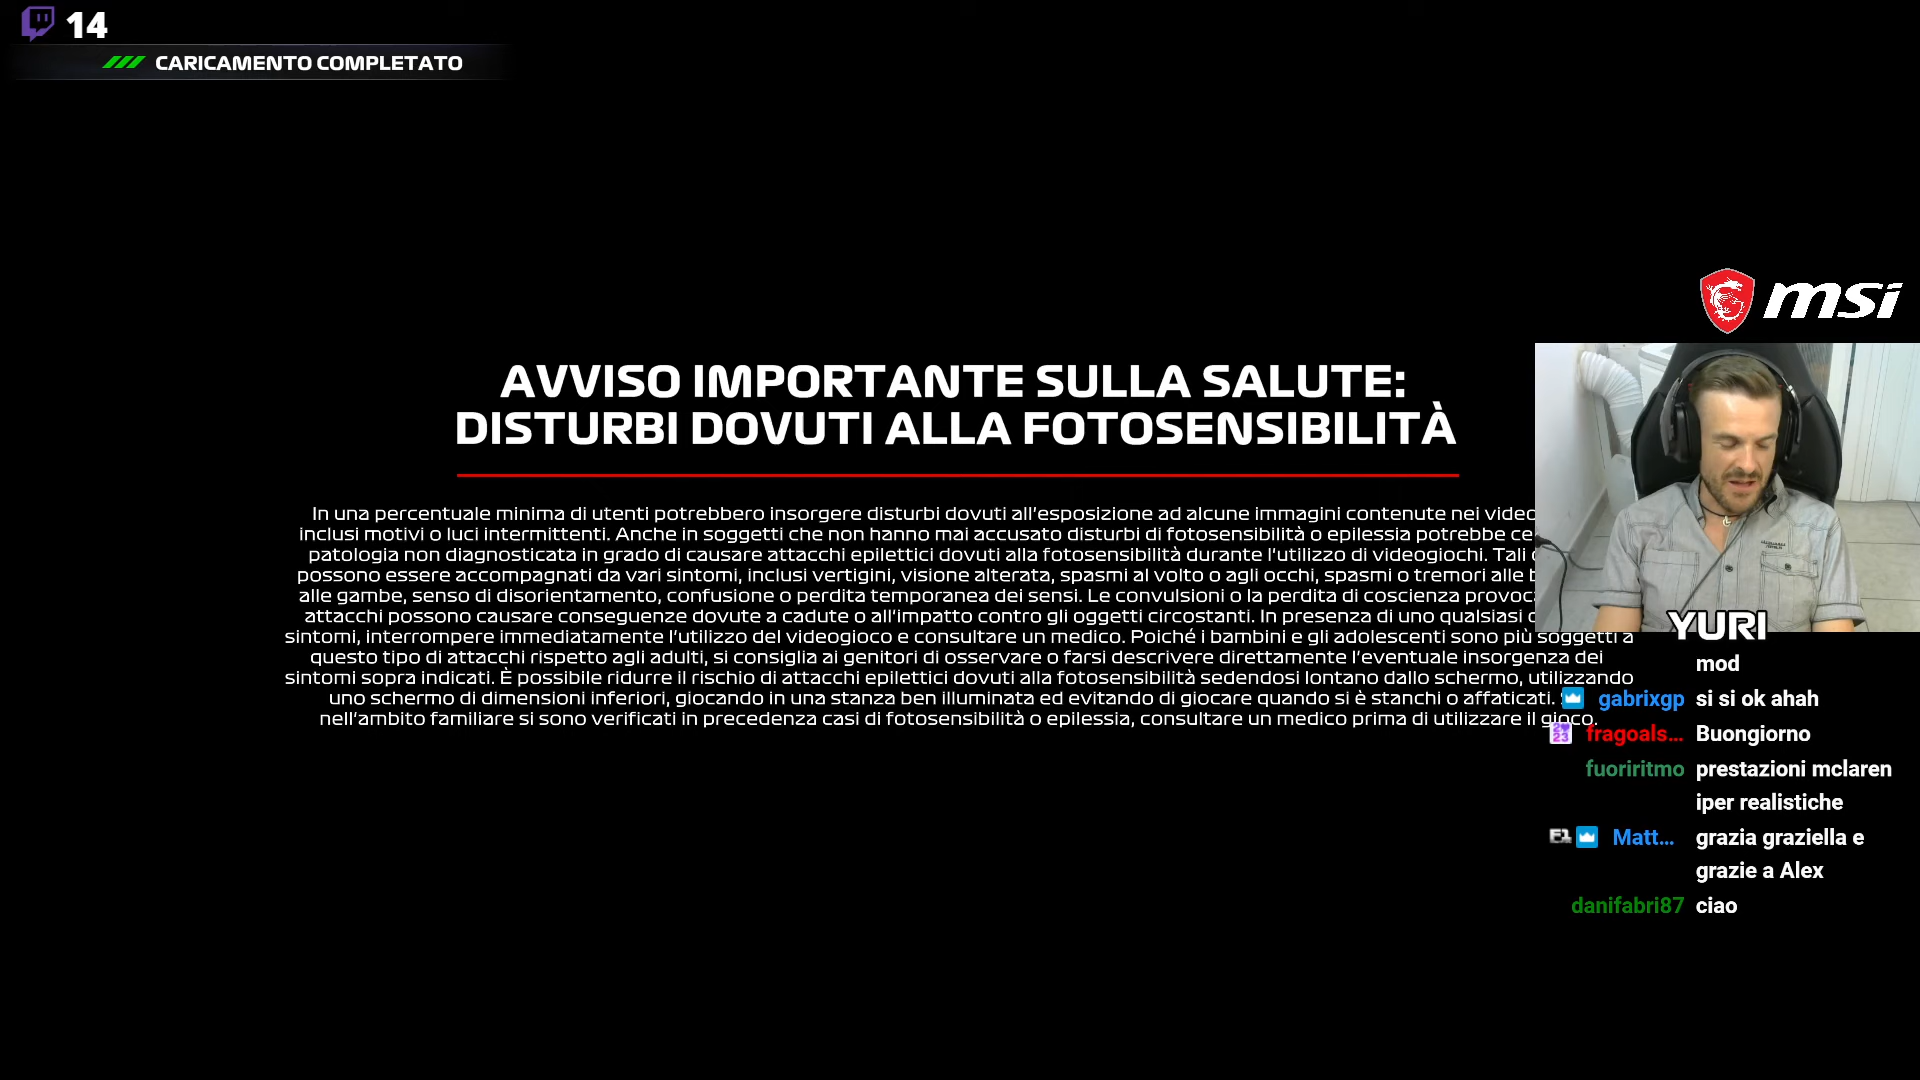 14
CARICAMENTO COMPLETATO
msi
AVVISO IMPORTANTE SULLA SALUTE:
DISTURBI DOVUTI ALLA FOTOSENSIBILITÀ
In una percentuale minima di utenti potrebbero insorgere disturbi dovuti all'esposizione ad alcune immagini contenute nei video
inclusi motivi o luci intermittenti. Anche in soggetti che non hanno mai accusato disturbi di fotosensibilità o epilessia potrebbe
patologia non diagnosticata in grado di causare attacchi epilettici dovuti alla fotosensibilità durante l'utilizzo di videogiochi. Tali
possono essere accompagnati da vari sintomi, inclusi vertigini, visione alterata, spasmi al volto o agli occhi, spasmi o tremori alle
alle gambe, senso di disorientamento, confusione o perdita temporanea dei sensi. Le convulsioni o la perdita di coscienza
attacchi possono causare conseguenze dovute a cadute o all'impatto contro gli oggetti circostanti. In presenza di uno qualsiasi
sintomi, interrompere immediatamente l'utilizzo del videogioco e consultare un medico. Poiché i bambini e gli adolescenti sono più soggetti a
questo tipo di attacchi rispetto agli adulti, si consiglia ai genitori di osservare o farsi descrivere direttamente l'eventuale insorgenza dei
sintomi sopra indicati. È possibile ridurre il rischio di attacchi epilettici dovuti alla fotosensibilità sedendosi lontano dallo schermo, utilizzando
uno schermo di dimensioni inferiori, giocando in una stanza ben illuminata ed evitando di giocare quando si è stanchi o affaticati.
nell'ambito familiare si sono verificati in precedenza casi di fotosensibilità o epilessia, consultare un medico prima di utilizzare il gioco.
YURI
mod
gabrixgp si si ok ahah
fragoals... Buongiorno
fuoriritmo prestazioni mclaren
iper realistiche
F1 Matt... grazia graziella e
grazie a Alex
danifabri87 ciao